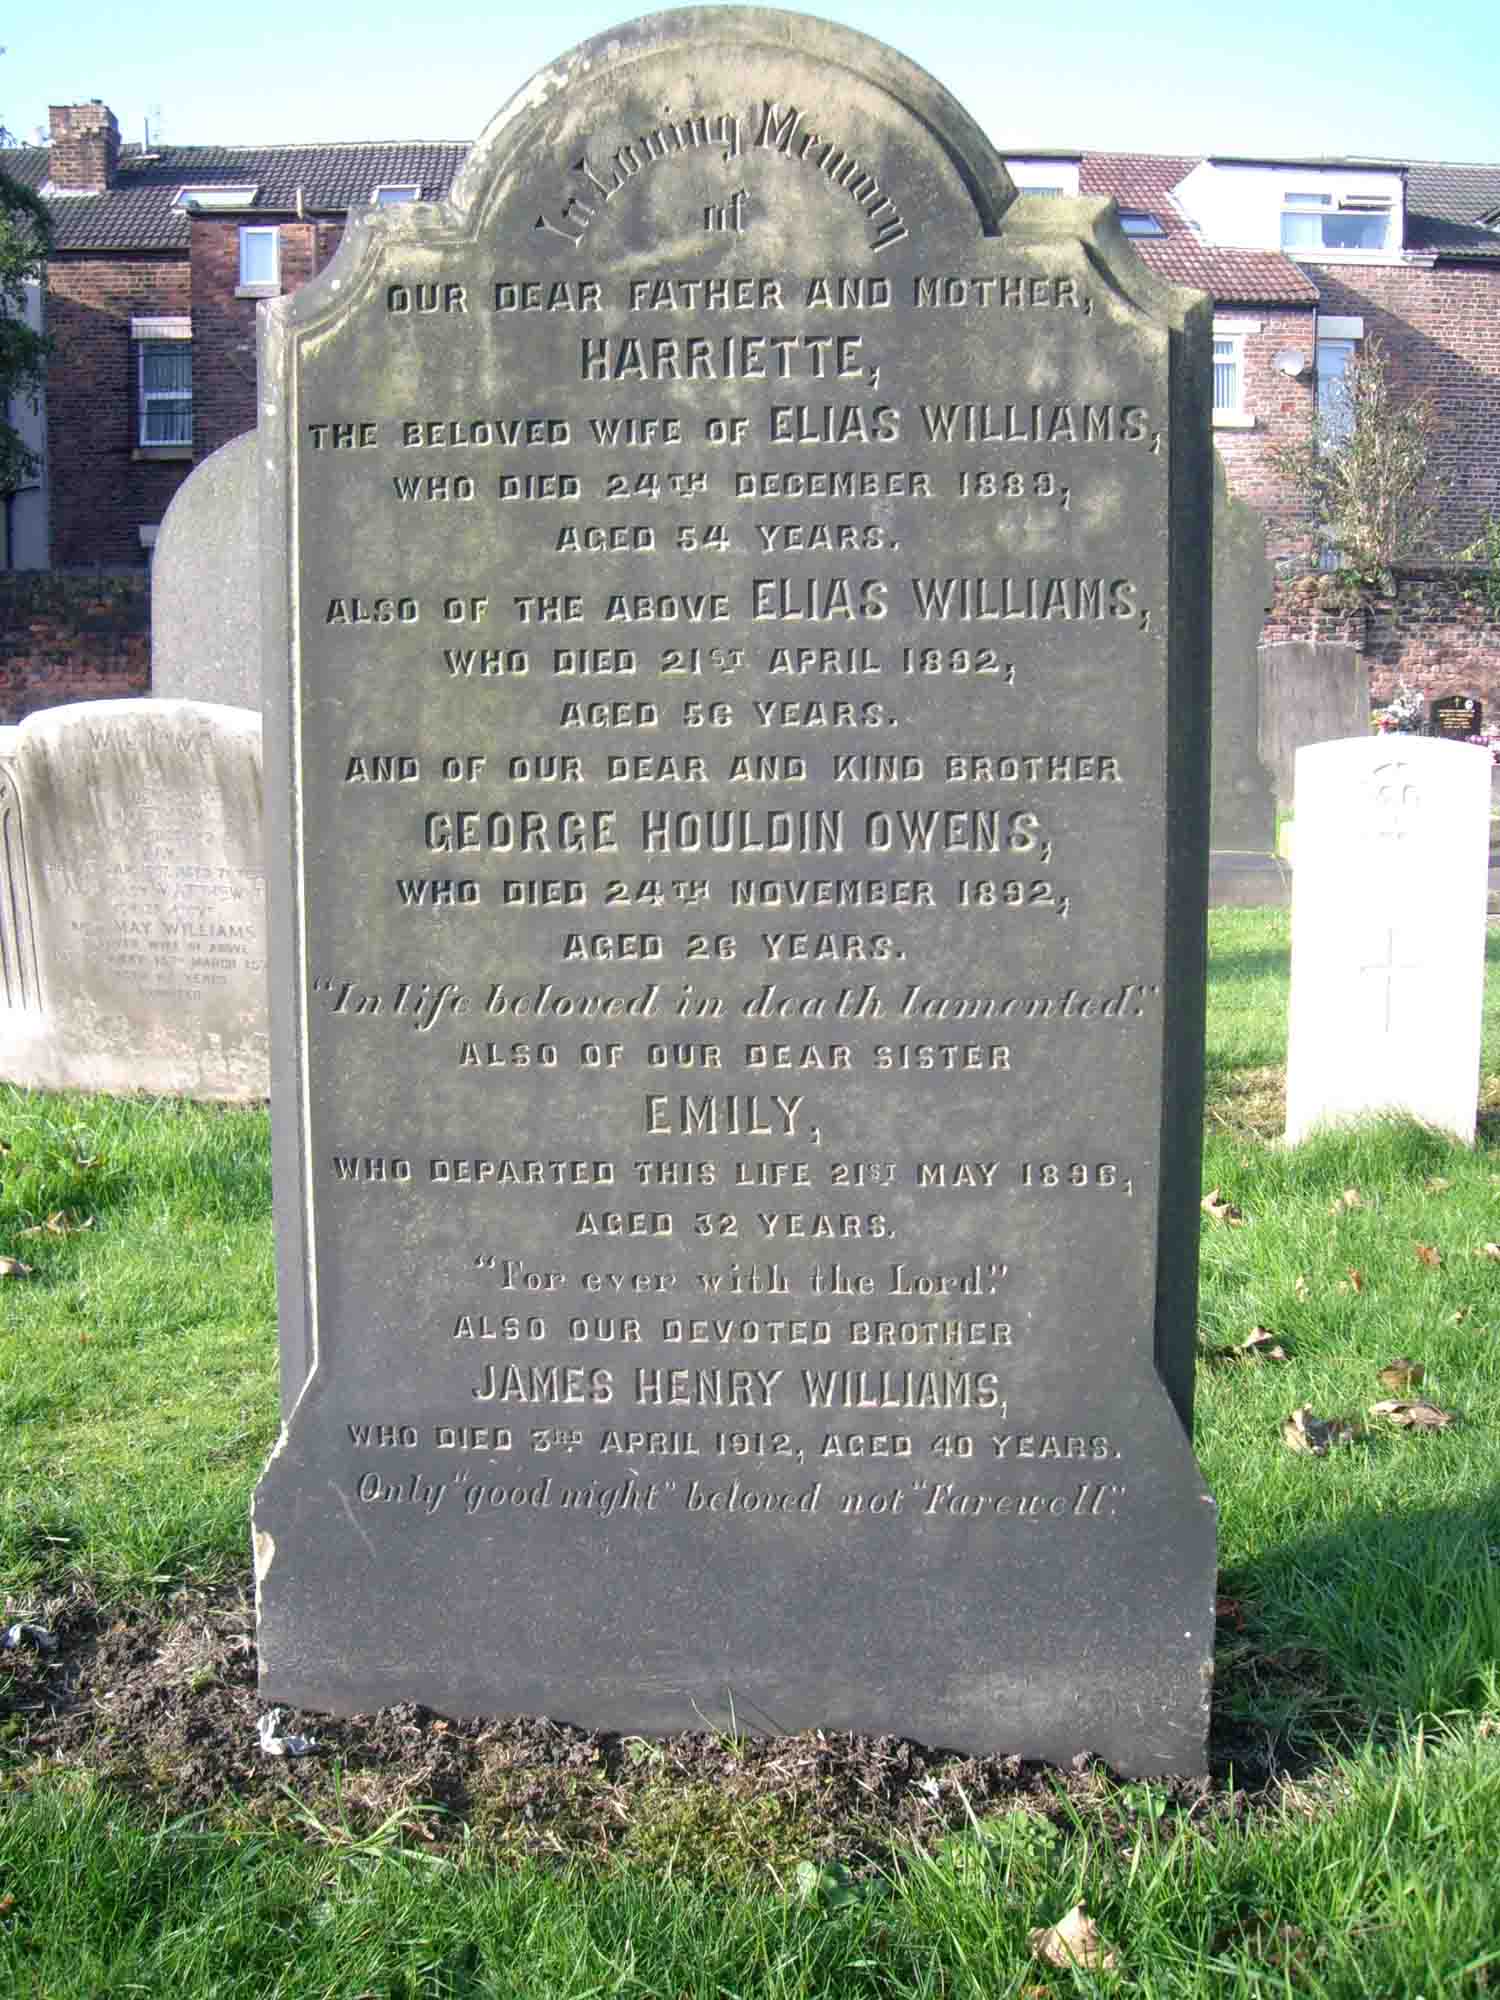 In Loving Memory
of
OUR DEAR FATHER AND MOTHER,
HARRIETTE,
THE BELOVED WIFE OF ELIAS WILLIAMS,
WHO DIED 24TH DECEMBER 1889,
AGED 54 YEARS.
ALSO OF THE ABOVE ELIAS WILLIAMS,
WHO DIED 21ST APRIL 1892,
AGED 56 YEARS.
AND OF OUR DEAR AND KIND BROTHER
GEORGE HOULDIN OWENS,
WHO DIED 24TH NOVEMBER 1892,
AGED 26 YEARS.
"In life beloved in death lamented."
ALSO OF OUR DEAR SISTER
EMILY,
WHO DEPARTED THIS LIFE 21ST MAY 1896,
AGED 32 YEARS.
"For ever with the Lord."
ALSO OUR DEVOTED BROTHER
JAMES HENRY WILLIAMS,
WHO DIED 3RD APRIL 1912, AGED 40 YEARS.
Only "good night" beloved not "Farewell."
MAY WILLIAMS
WIFE OF ABOVE
MARCH
YEARS